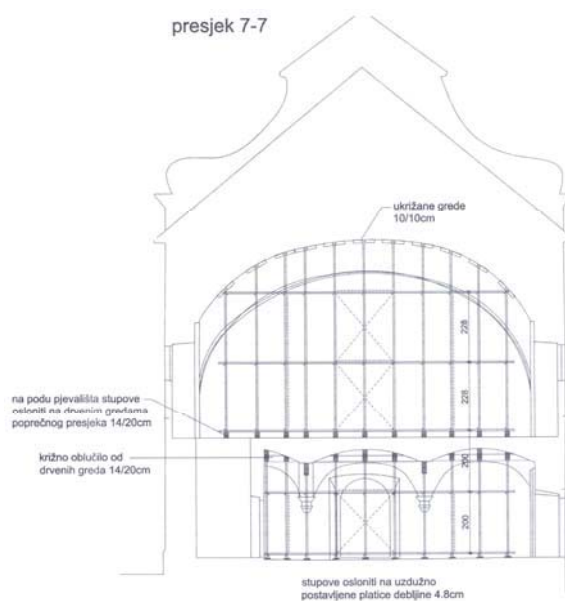 presjek 7-7
ukrižane grede
10/10cm
228
228
na podu pjevališta stupove
osloniti na drvenim gredama
poprečnog presjeka 14/20cm
križno oblučilo od
drvenih greda 14/20cm
200
200
stupove osloniti na uzdužno
postavljene platice debljine 4.8cm